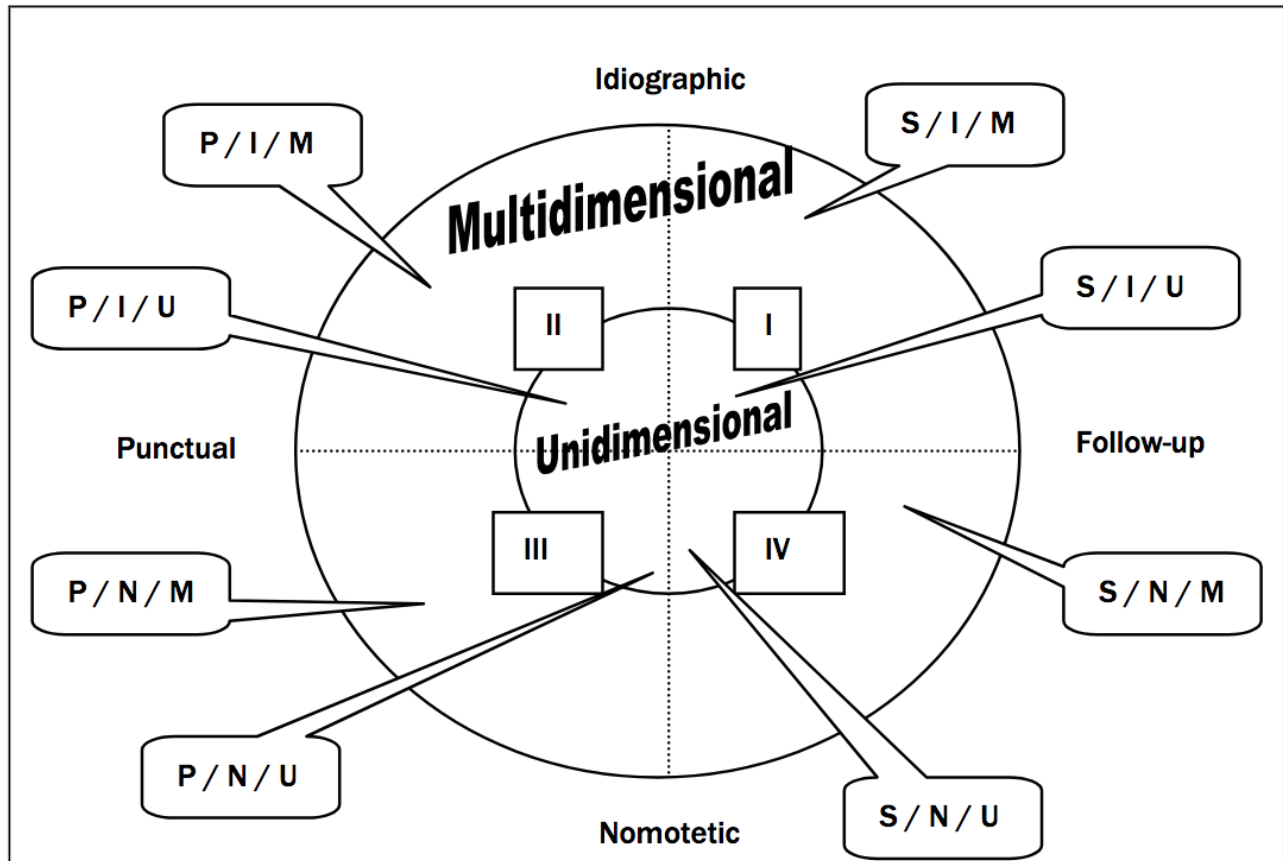 Idiographic
P / I / M
S / I / M
Multidimensional
P / I / U
S / I / U
II
I
Unidimensional
Punctual
Follow-up
III
IV
P / N / M
S / N / M
P / N / U
S / N / U
Nomotetic